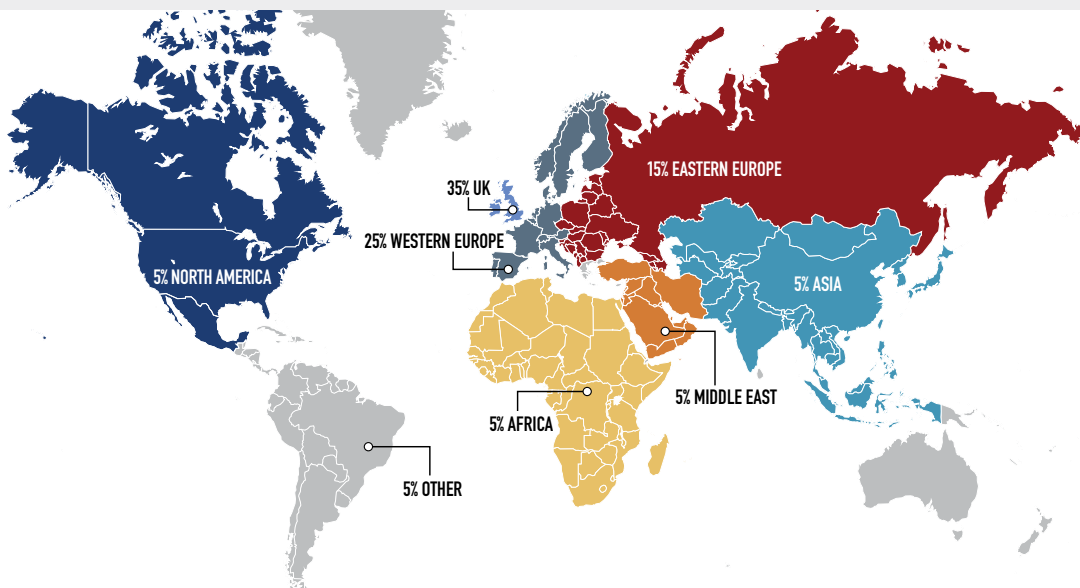 15% EASTERN EUROPE
35% UK
25% WESTERN EUROPE
5% NORTH AMERICA
5% ASIA
5% MIDDLE EAST
5% AFRICA
5% OTHER